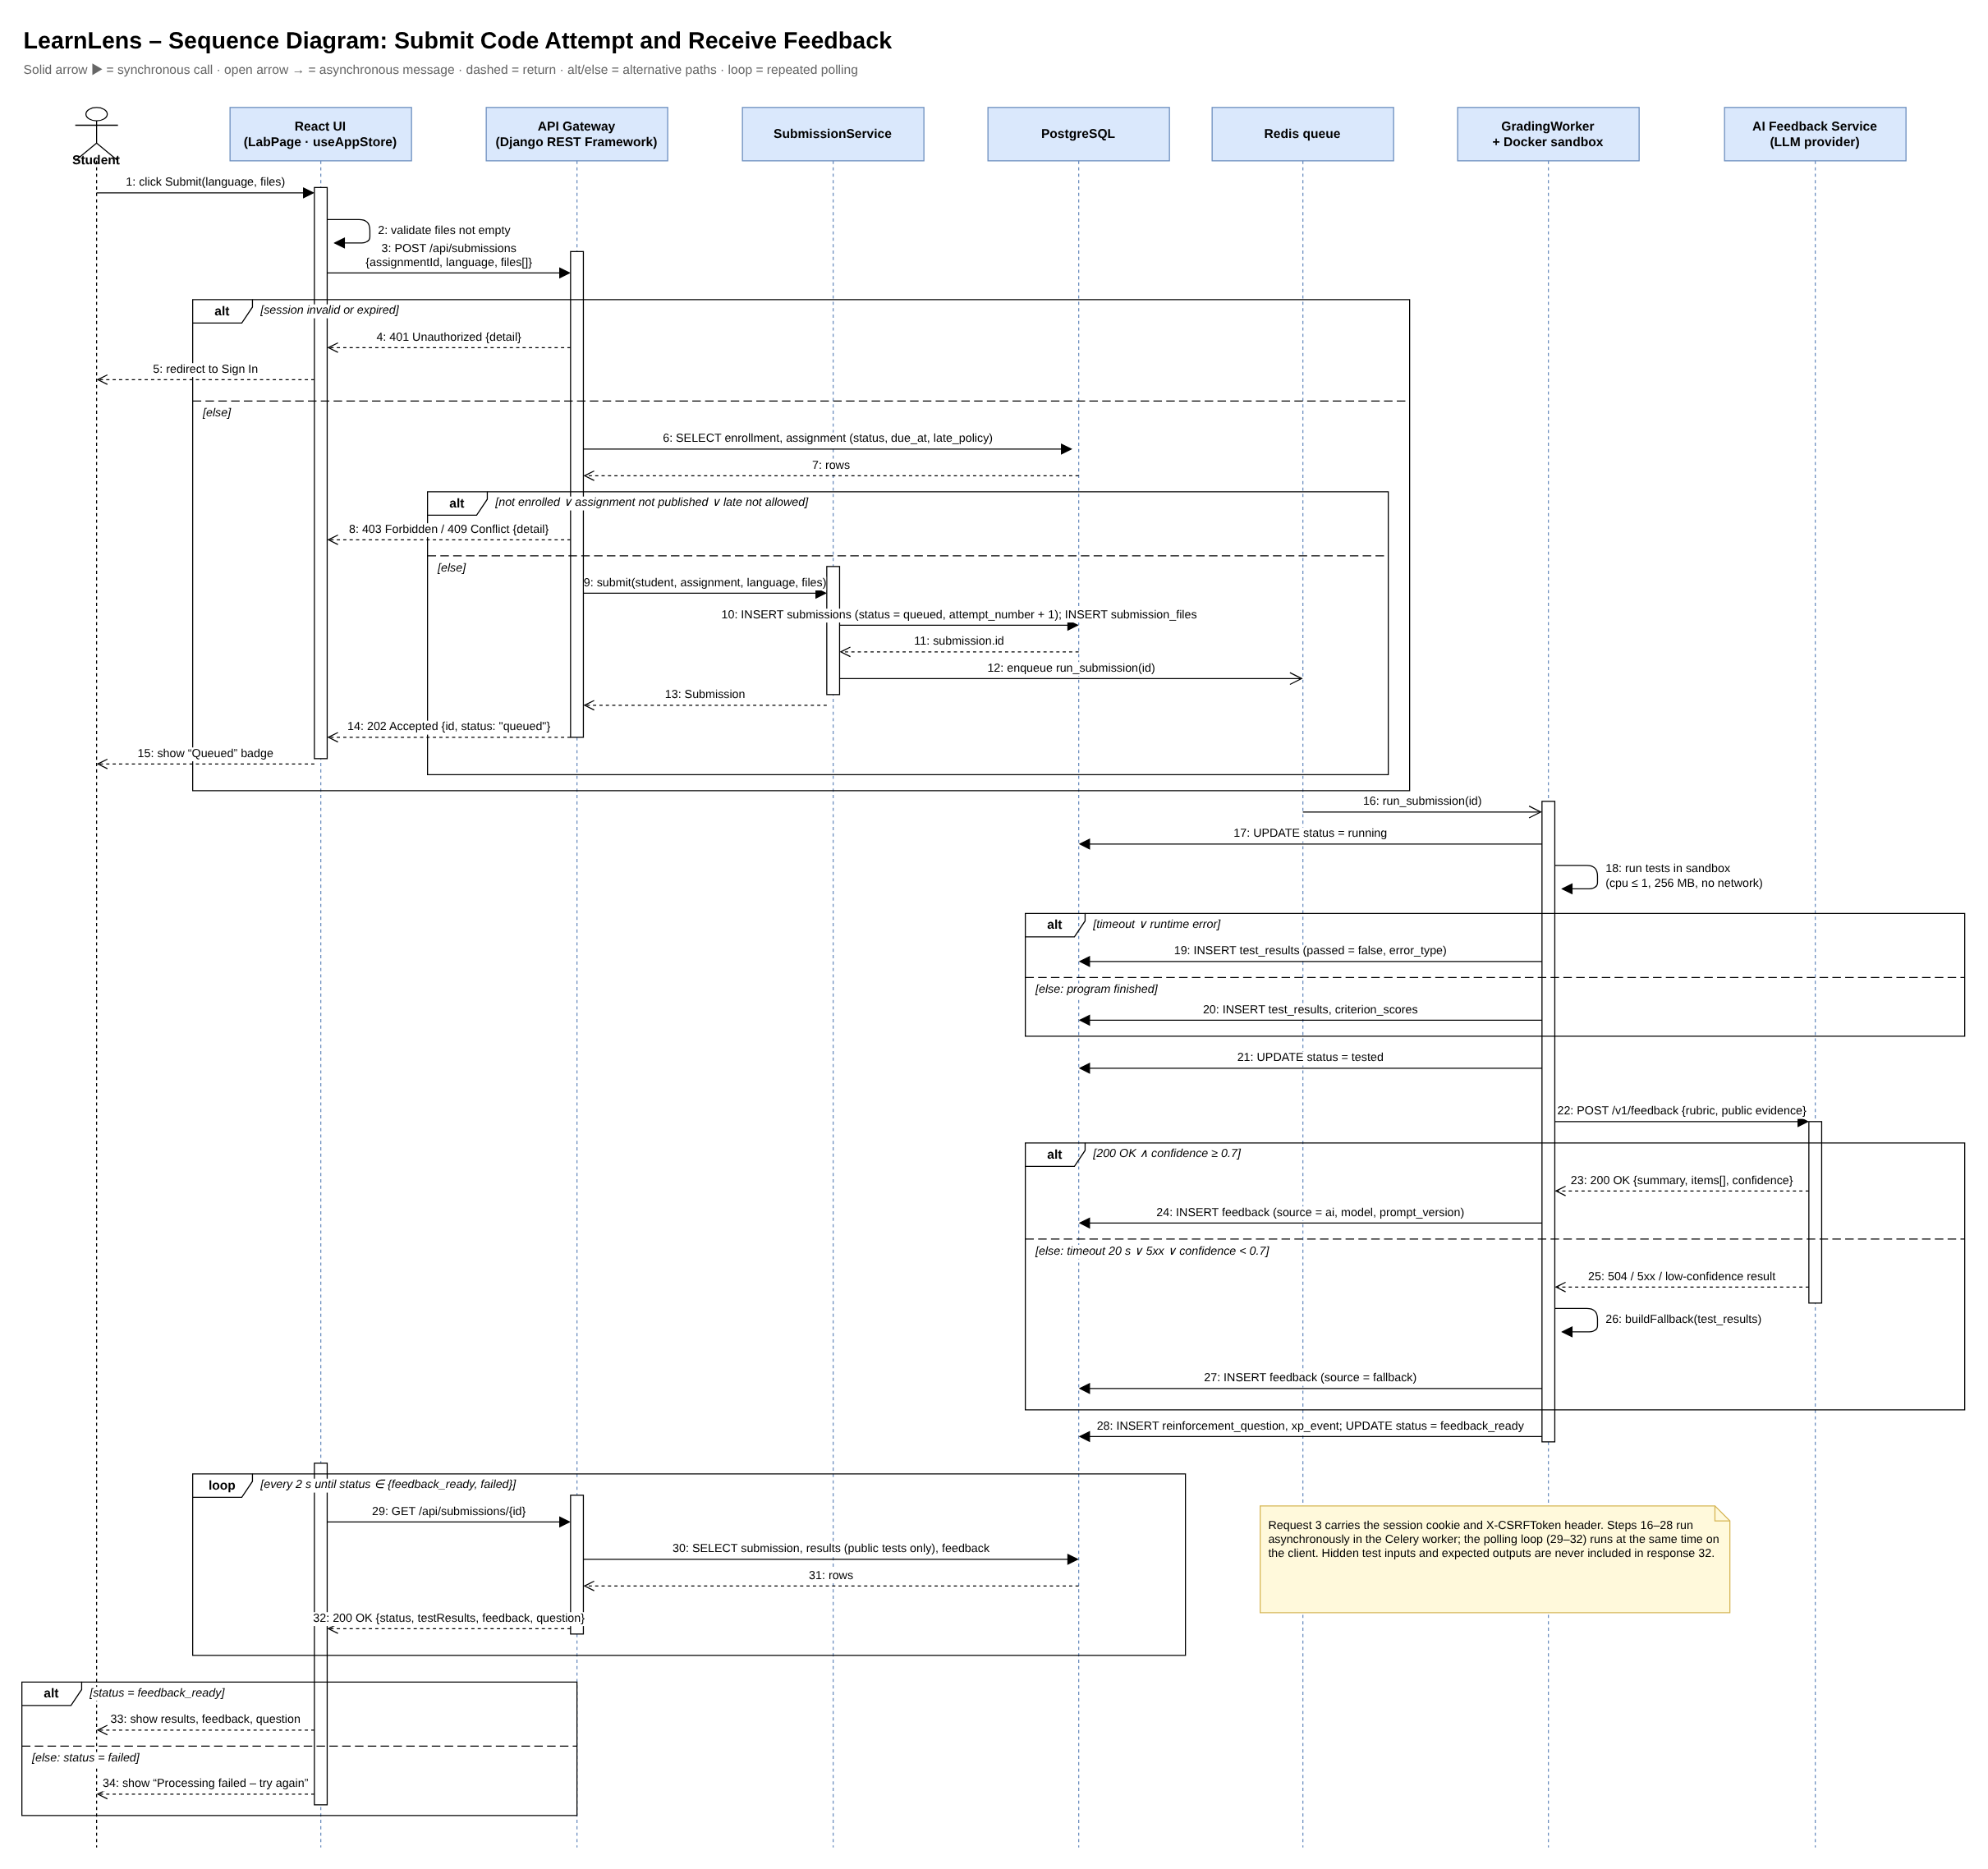 LearnLens – Sequence Diagram: Submit Code Attempt and Receive Feedback
Solid arrow ▶ = synchronous call · open arrow → = asynchronous message · dashed = return · alt/else = alternative paths · loop = repeated polling
Student
React UI
(LabPage · useAppStore)
API Gateway
(Django REST Framework)
SubmissionService
PostgreSQL
Redis queue
GradingWorker
+ Docker sandbox
AI Feedback Service
(LLM provider)
1: click Submit(language, files)
2: validate files not empty
3: POST /api/submissions
{assignmentId, language, files[]}
alt
[session invalid or expired]
4: 401 Unauthorized {detail}
5: redirect to Sign In
[else]
6: SELECT enrollment, assignment (status, due_at, late_policy)
7: rows
alt
[not enrolled ∨ assignment not published ∨ late not allowed]
8: 403 Forbidden / 409 Conflict {detail}
[else]
9: submit(student, assignment, language, files)
10: INSERT submissions (status = queued, attempt_number + 1); INSERT submission_files
11: submission.id
12: enqueue run_submission(id)
13: Submission
14: 202 Accepted {id, status: "queued"}
15: show “Queued” badge
16: run_submission(id)
17: UPDATE status = running
18: run tests in sandbox
(cpu ≤ 1, 256 MB, no network)
alt
[timeout ∨ runtime error]
19: INSERT test_results (passed = false, error_type)
[else: program finished]
20: INSERT test_results, criterion_scores
21: UPDATE status = tested
22: POST /v1/feedback {rubric, public evidence}
alt
[200 OK ∧ confidence ≥ 0.7]
23: 200 OK {summary, items[], confidence}
24: INSERT feedback (source = ai, model, prompt_version)
[else: timeout 20 s ∨ 5xx ∨ confidence < 0.7]
25: 504 / 5xx / low-confidence result
26: buildFallback(test_results)
27: INSERT feedback (source = fallback)
28: INSERT reinforcement_question, xp_event; UPDATE status = feedback_ready
loop
[every 2 s until status ∈ {feedback_ready, failed}]
29: GET /api/submissions/{id}
30: SELECT submission, results (public tests only), feedback
31: rows
32: 200 OK {status, testResults, feedback, question}
Request 3 carries the session cookie and X-CSRFToken header. Steps 16–28 run
asynchronously in the Celery worker; the polling loop (29–32) runs at the same time on
the client. Hidden test inputs and expected outputs are never included in response 32.
alt
[status = feedback_ready]
33: show results, feedback, question
[else: status = failed]
34: show “Processing failed – try again”